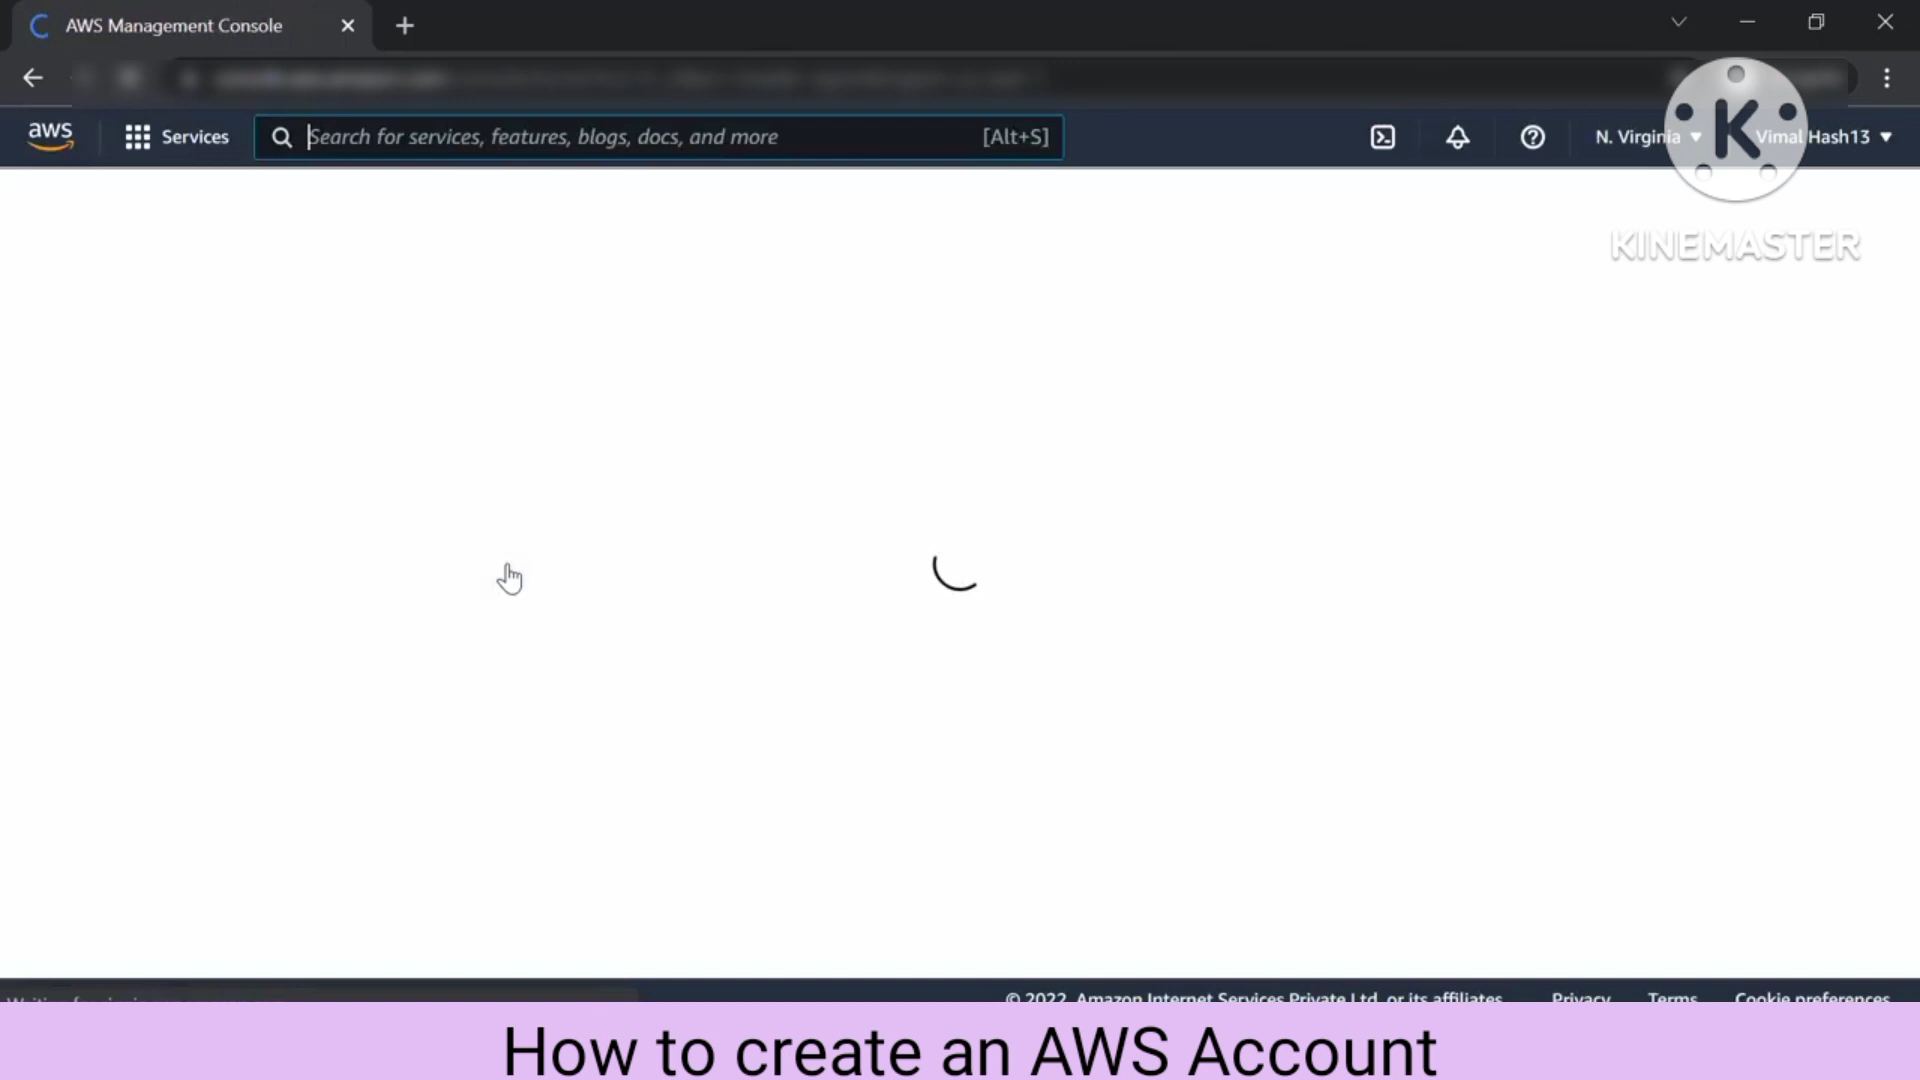 AWS Management Console
aws
Services
Search for services, features, blogs, docs, and more
[Alt+S]
N. Virginia
Vimal Hash13
K
KINEMASTER
© 2022, Amazon Internet Services Private Ltd. or its affiliates.
Privacy
Terms
Cookie preferences
How to create an AWS Account